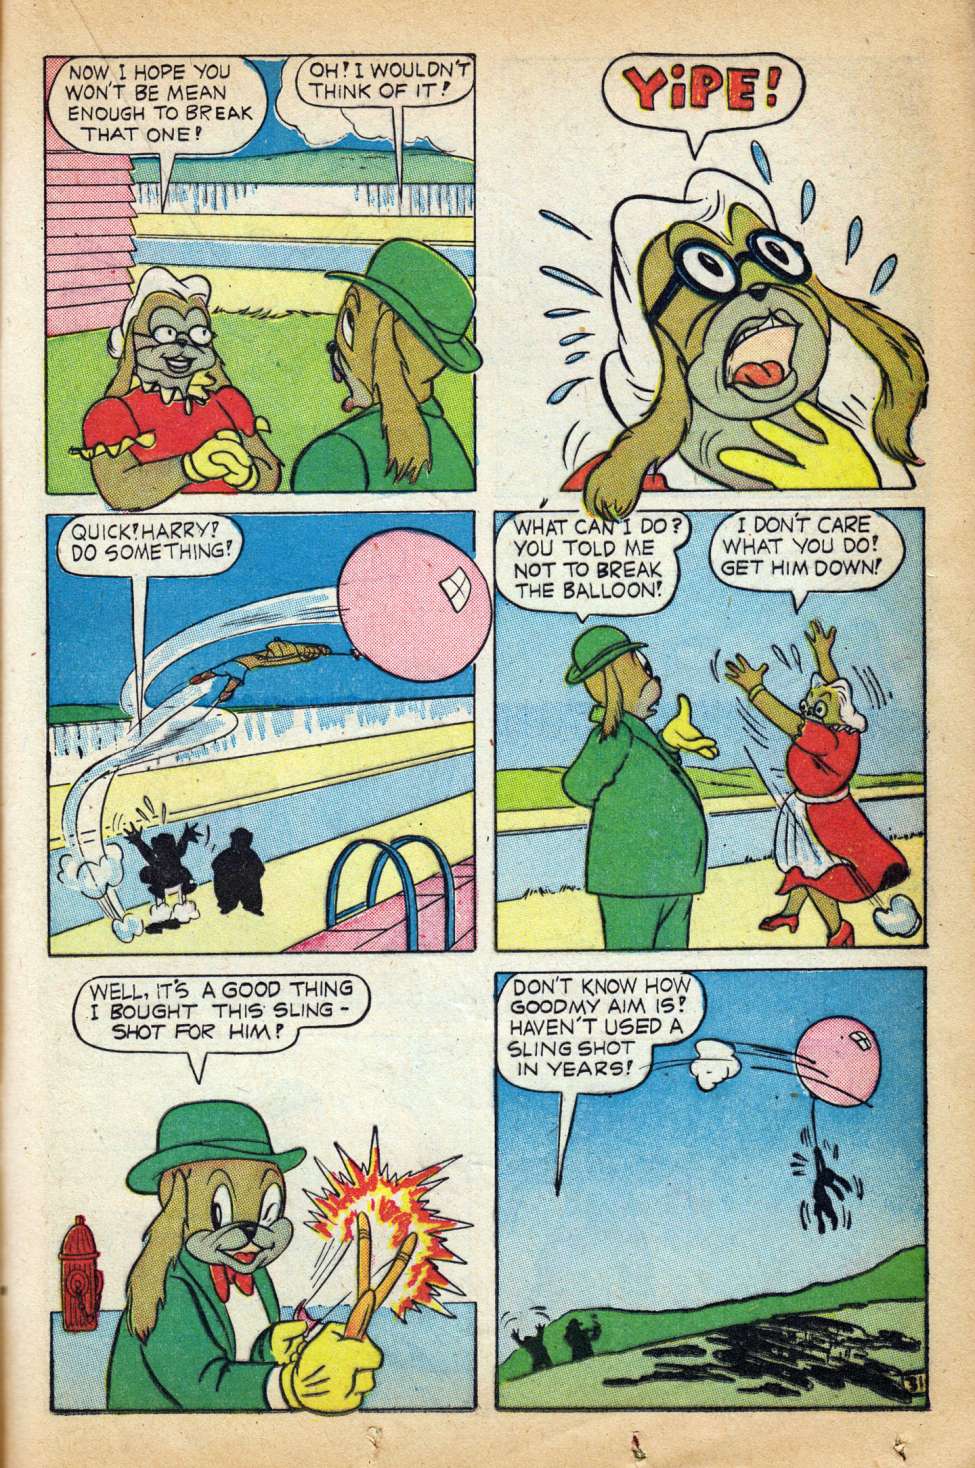 NOW I HOPE YOU
WON'T BE MEAN
ENOUGH TO BREAK
THAT ONE!
OH! I WOULDN'T
THINK OF IT!
YiPE!
QUICK! HARRY!
DO SOMETHING!
WHAT CAN I DO?
YOU TOLD ME
NOT TO BREAK
THE BALLOON!
I DON'T CARE
WHAT YOU DO!
GET HIM DOWN!
WELL, IT'S A GOOD THING
I BOUGHT THIS SLING-
SHOT FOR HIM!
DON'T KNOW HOW
GOOD MY AIM IS!
HAVEN'T USED A
SLING SHOT
IN YEARS!
31